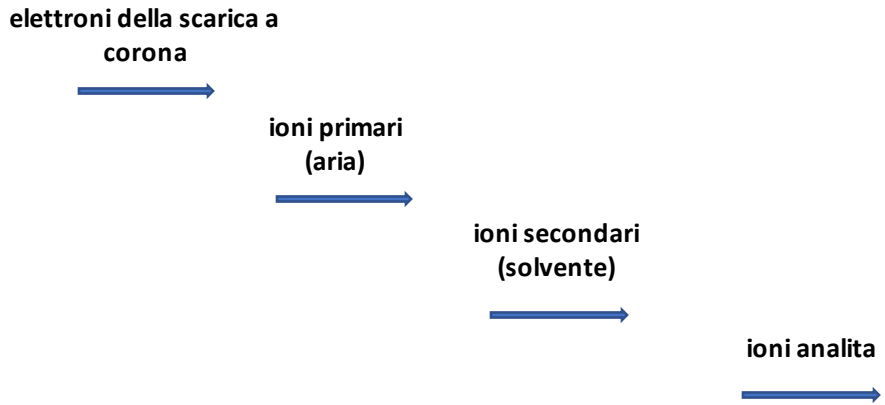 elettroni della scarica a
corona
ioni primari
(aria)
ioni secondari
(solvente)
ioni analita